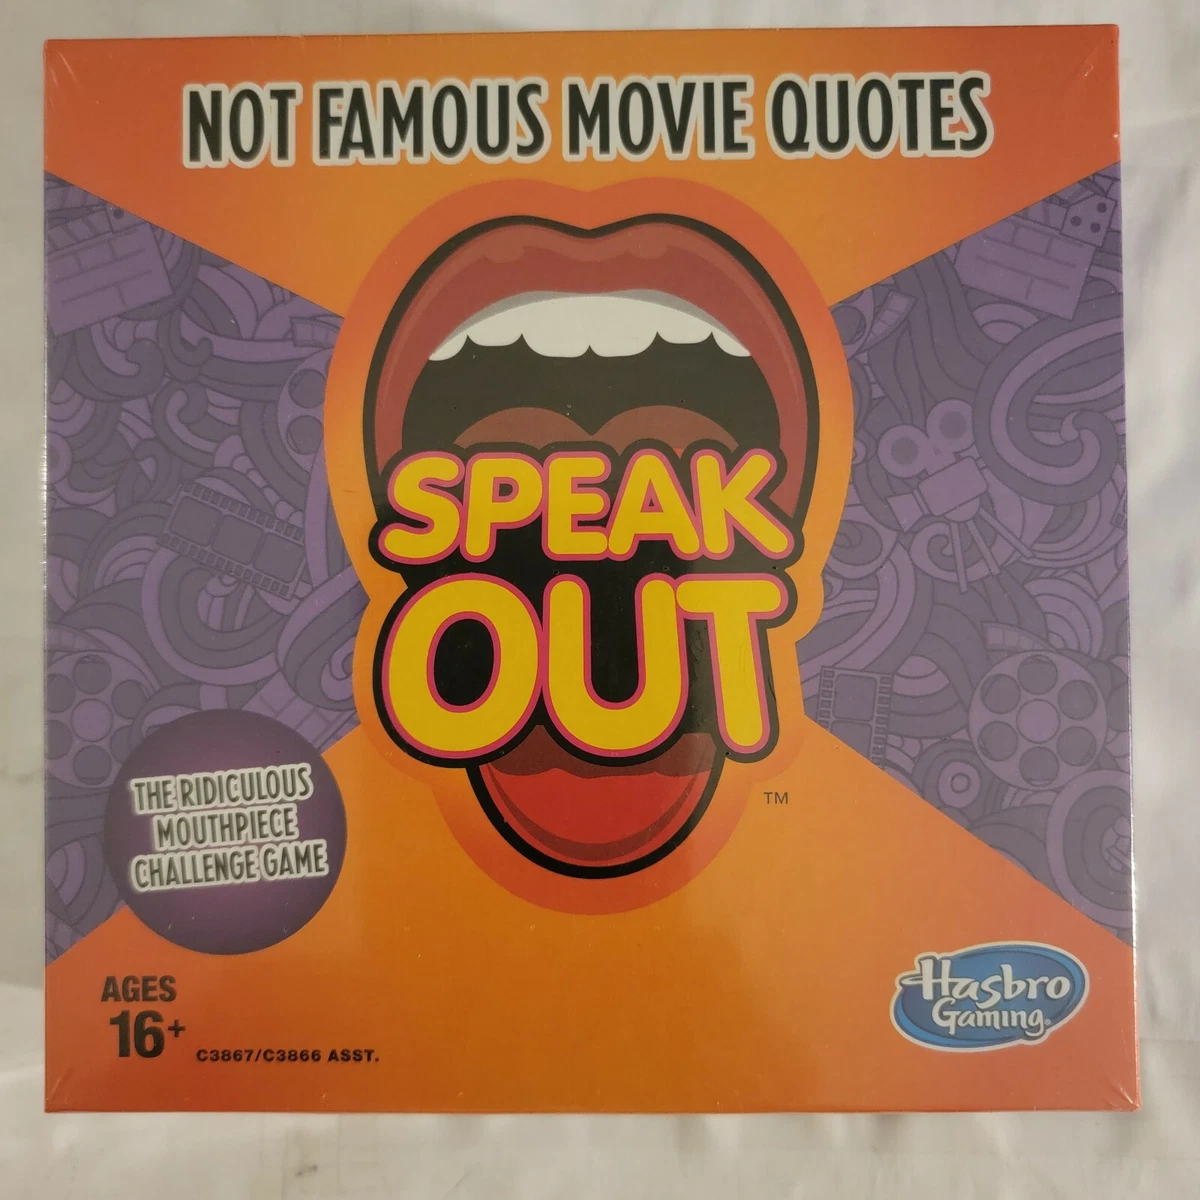 NOT FAMOUS MOVIE QUOTES
SPEAK
OUT
TM
THE RIDICULOUS
MOUTHPIECE
CHALLENGE GAME
AGES
16+
C3867/C3866 ASST.
Hasbro
Gaming®